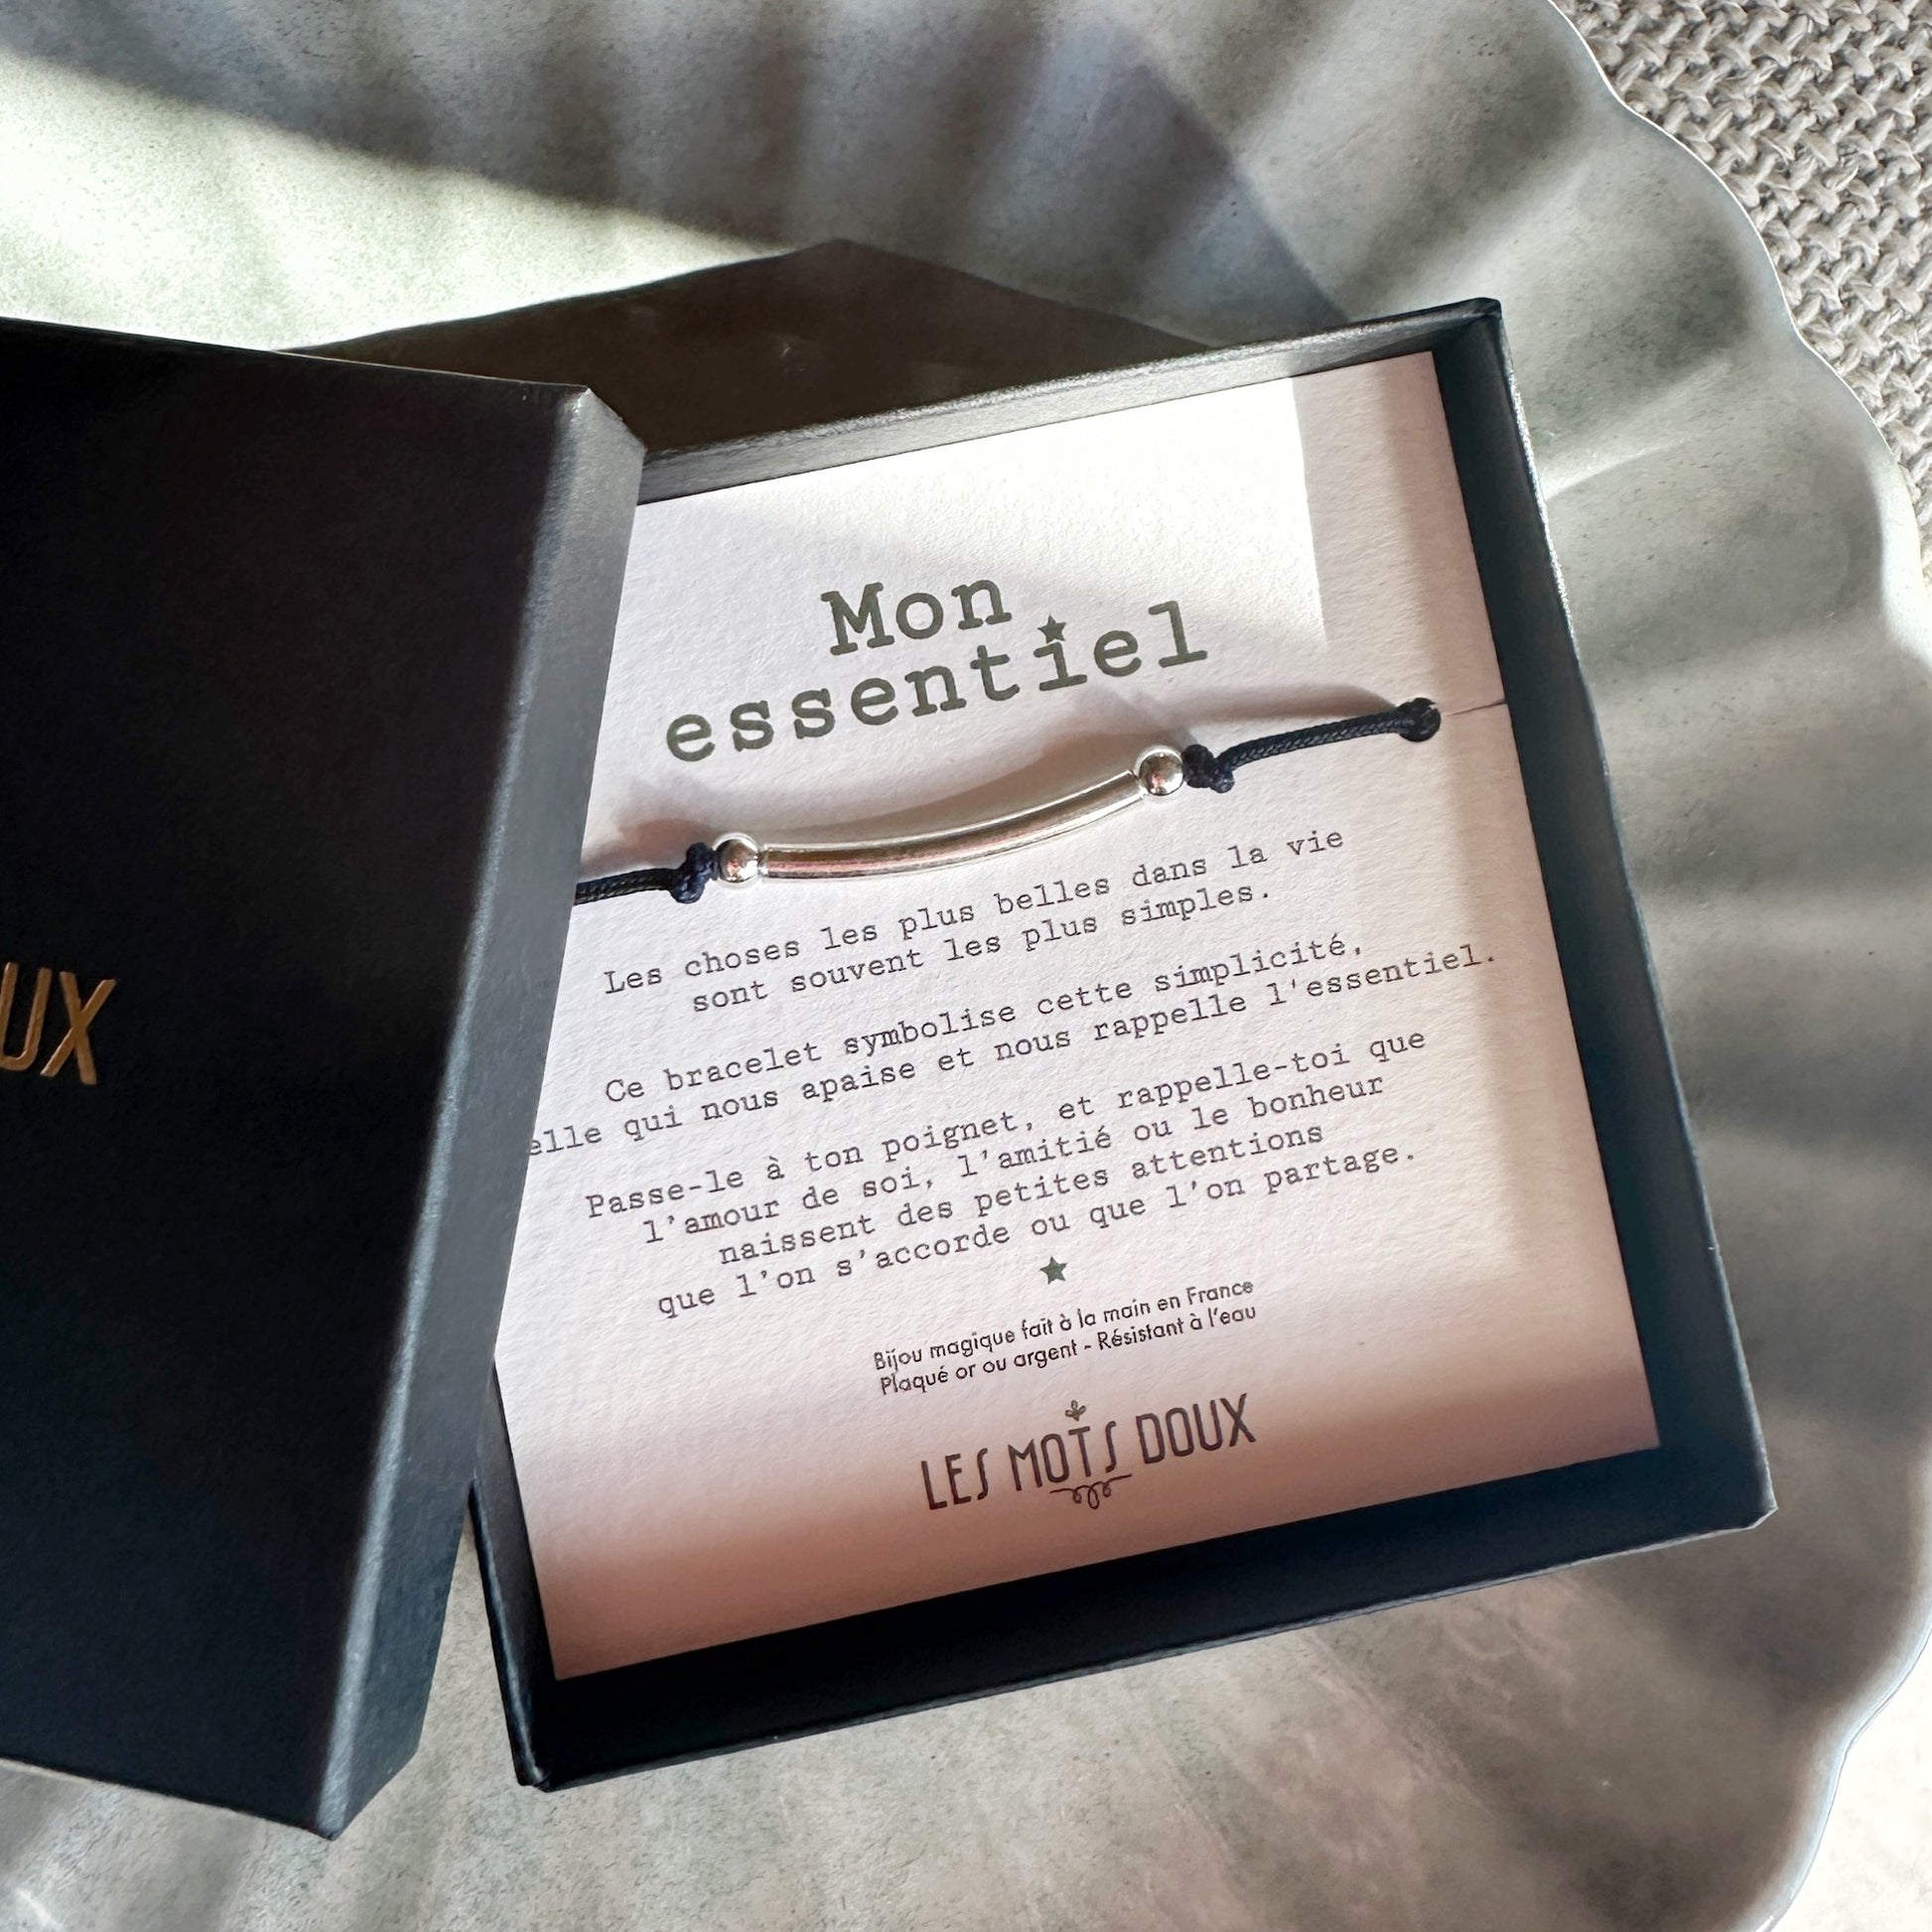 Mon
essentiel
Les choses les plus belles dans la vie
sont souvent les plus simples.
Ce bracelet symbolise cette simplicité,
elle qui nous apaise et nous rappelle l'essentiel.
Passe-le à ton poignet, et rappelle-toi que
l'amour de soi, l'amitié ou le bonheur
naissent des petites attentions
que l'on s'accorde ou que l'on partage.
Bijou magique fait à la main en France
Plaqué or ou argent - Résistant à l'eau
LES MOTS DOUX
UX